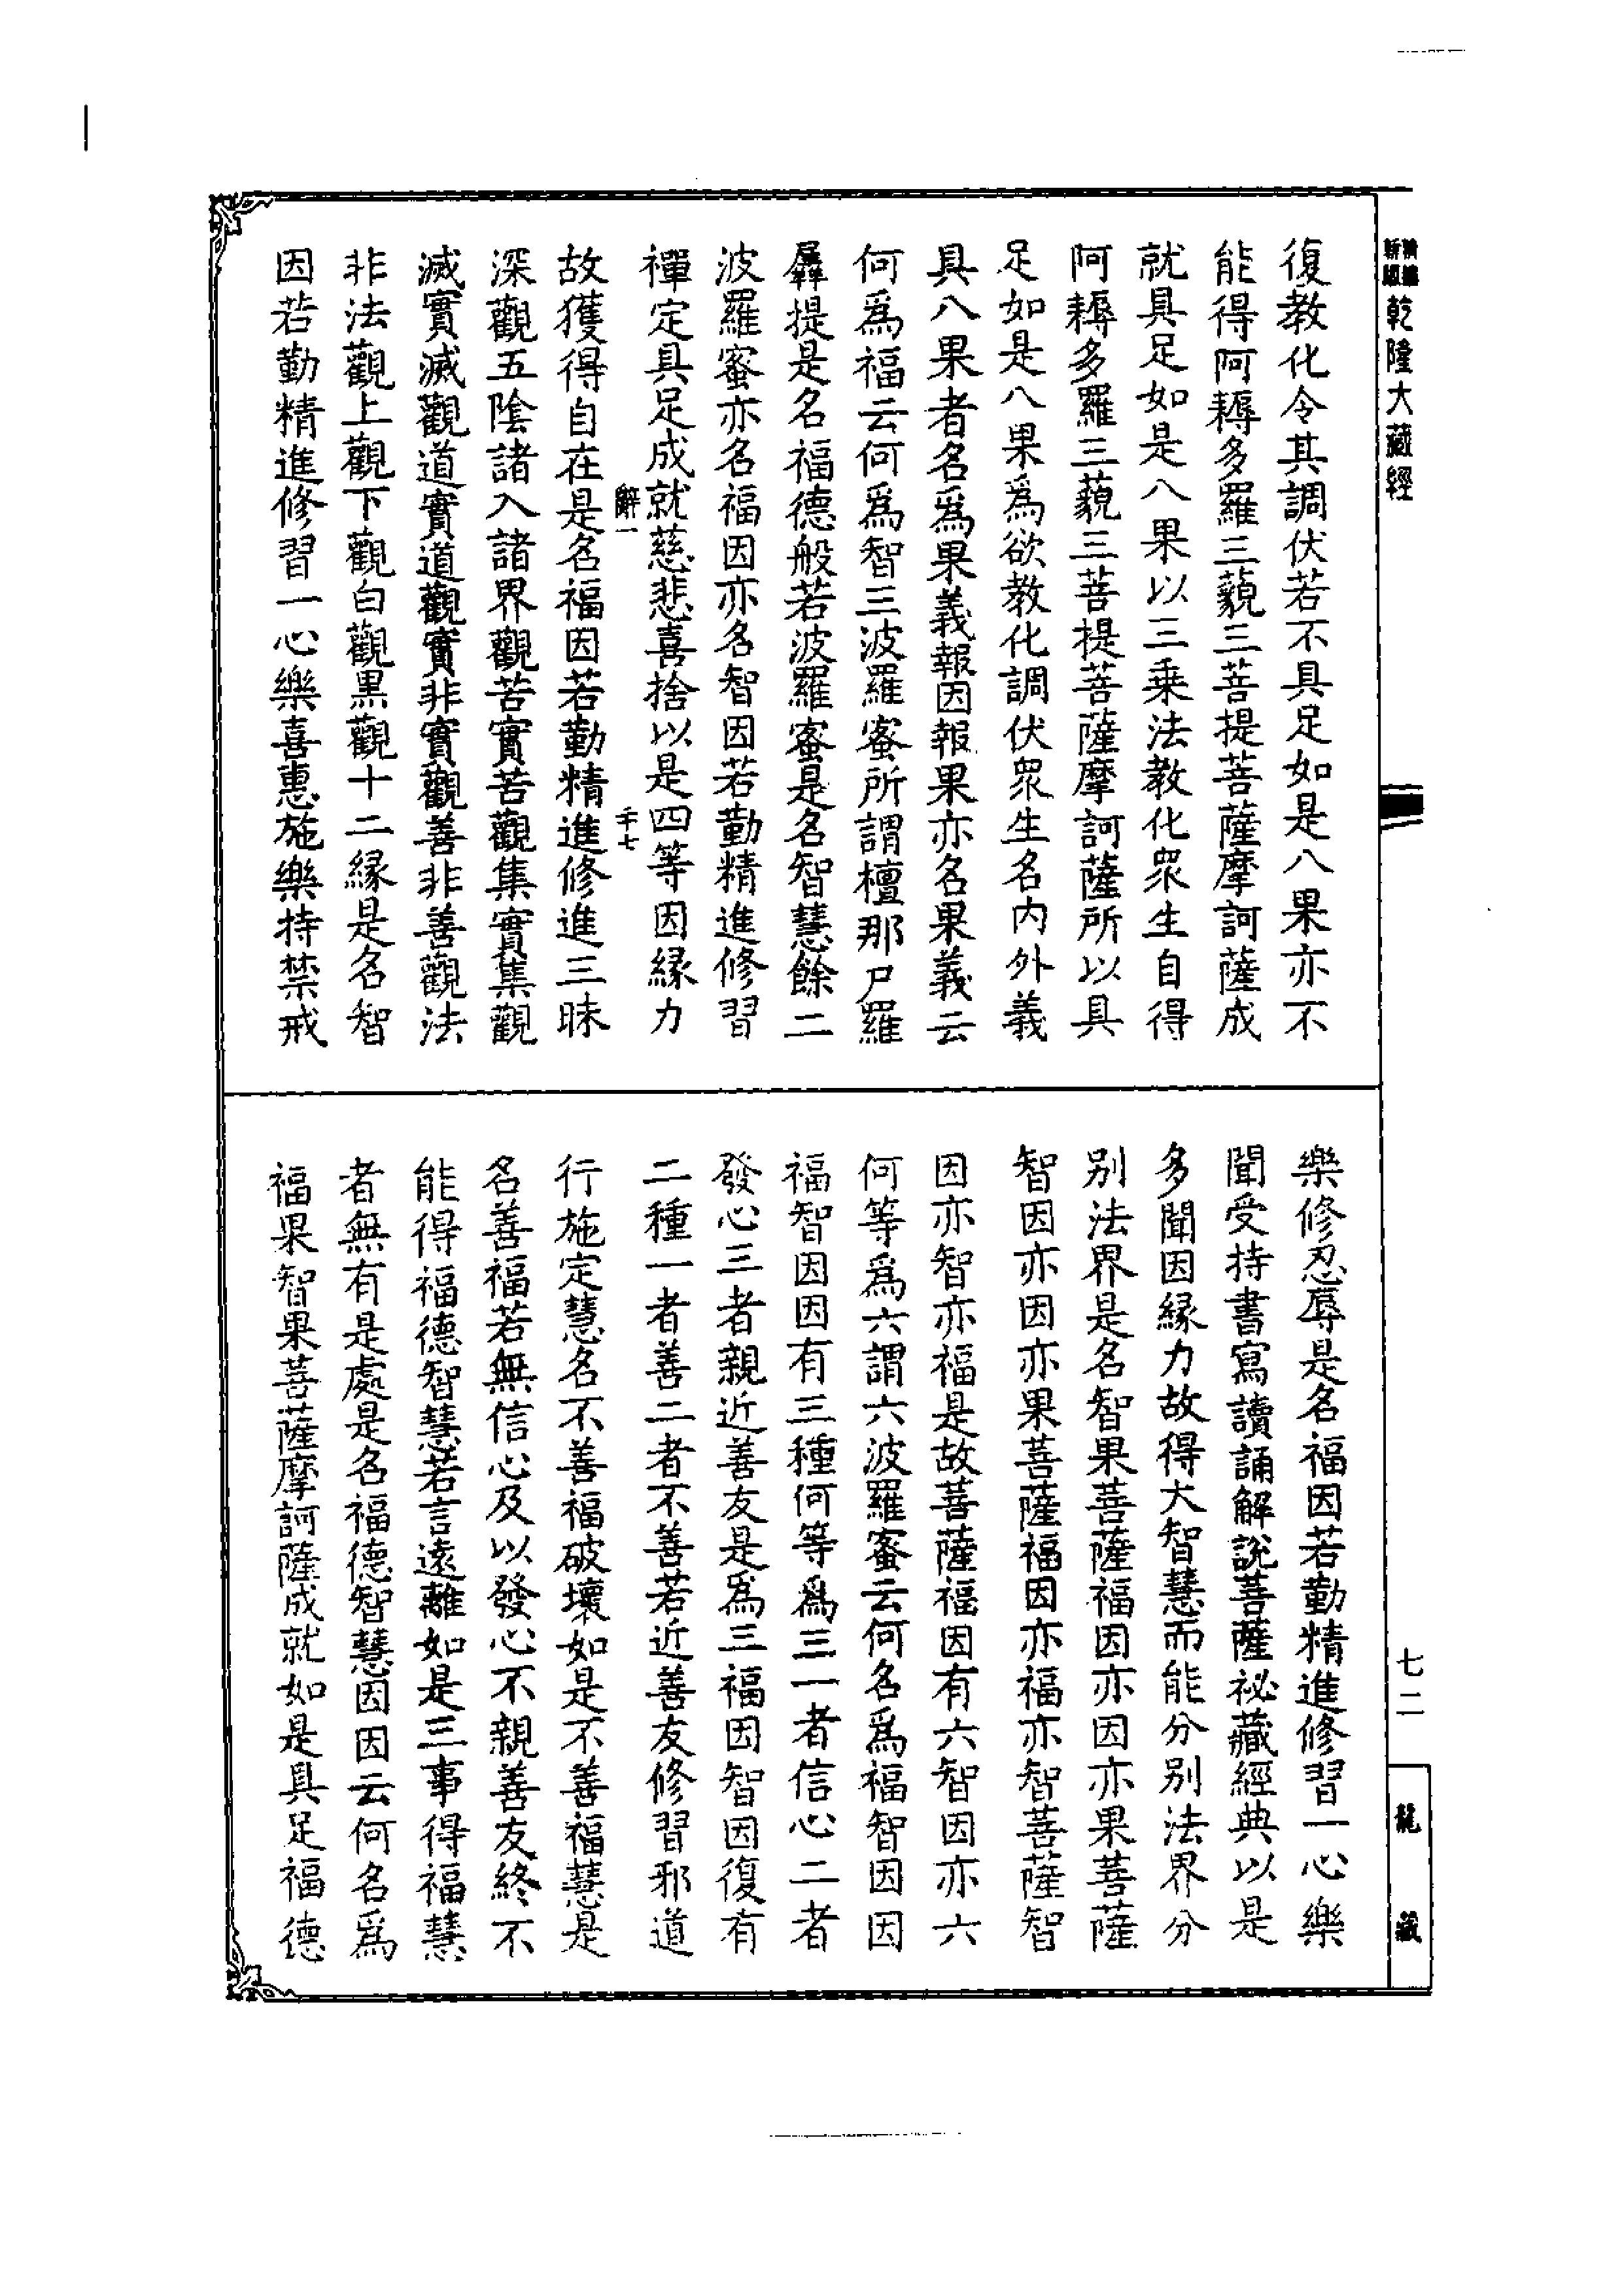 乾隆大藏經
復教化令其調伏若不具足如是八果亦不
能得阿耨多羅三藐三菩提菩薩摩訶薩成
就具足如是八果以三乘法教化眾生自得
阿耨多羅三藐三菩提菩薩摩訶薩所以具
足如是八果爲欲教化調伏眾生名内外義
具八果者名爲果義報因報果亦名果義云
何爲福云何爲智三波羅蜜所謂檀那尸羅
羼提是名福德般若波羅蜜是名智慧餘二
波羅蜜亦名福因亦名智因若勤精進修習
禪定具足成就慈悲喜捨以是四等因緣力
辭一 七
故獲得自在是名福因若勤精進修進三昧
深觀五陰諸入諸界觀苦實苦觀集實集觀
滅實滅觀道實道觀實非實觀善非善觀法
非法觀上觀下觀白觀黑觀十二緣是名智
因若勤精進修習一心樂喜惠施樂持禁戒
樂修忍辱是名福因若勤精進修習一心樂
聞受持書寫讀誦解說菩薩祕藏經典以是
多聞因緣力故得大智慧而能分别法界分
别法界是名智果菩薩福因亦因亦果菩薩
智因亦因亦果菩薩福因亦福亦智菩薩智
因亦智亦福是故菩薩福因有六智因亦六
何等爲六謂六波羅蜜云何名爲福智因因
福智因因有三種何等爲三一者信心二者
發心三者親近善友是爲三福因智因復有
二種一者善二者不善若近善友修習邪道
行施定慧名不善福破壞如是不善福慧是
名善福若無信心及以發心不親善友終不
能得福德智慧若言遠離如是三事得福慧
者無有是處是名福德智慧因因云何名爲
福果智果菩薩摩訶薩成就如是具足福德
七二
龍藏